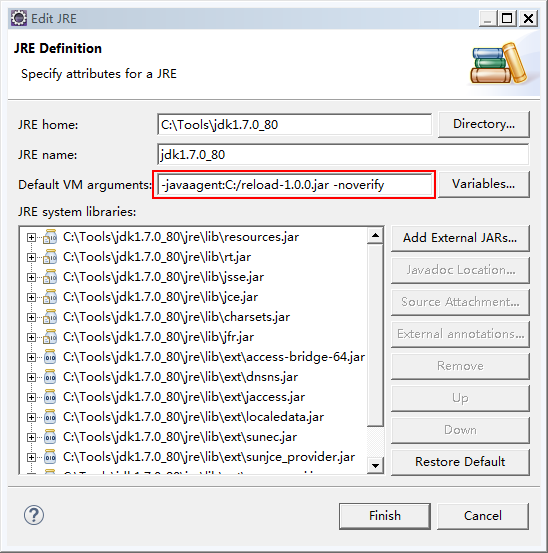 Edit JRE
JRE Definition
Specify attributes for a JRE
JRE home: C:\Tools\jdk1.7.0_80 Directory...
JRE name: jdk1.7.0_80
Default VM arguments: -javaagent:C:/reload-1.0.0.jar -noverify Variables...
JRE system libraries:
C:\Tools\jdk1.7.0_80\jre\lib\resources.jar
C:\Tools\jdk1.7.0_80\jre\lib\rt.jar
C:\Tools\jdk1.7.0_80\jre\lib\jsse.jar
C:\Tools\jdk1.7.0_80\jre\lib\jce.jar
C:\Tools\jdk1.7.0_80\jre\lib\charsets.jar
C:\Tools\jdk1.7.0_80\jre\lib\jfr.jar
C:\Tools\jdk1.7.0_80\jre\lib\ext\access-bridge-64.jar
C:\Tools\jdk1.7.0_80\jre\lib\ext\dnsns.jar
C:\Tools\jdk1.7.0_80\jre\lib\ext\jaccess.jar
C:\Tools\jdk1.7.0_80\jre\lib\ext\localedata.jar
C:\Tools\jdk1.7.0_80\jre\lib\ext\sunec.jar
C:\Tools\jdk1.7.0_80\jre\lib\ext\sunjce_provider.jar
Add External JARs...
Javadoc Location...
Source Attachment...
External annotations...
Remove
Up
Down
Restore Default
?
Finish
Cancel